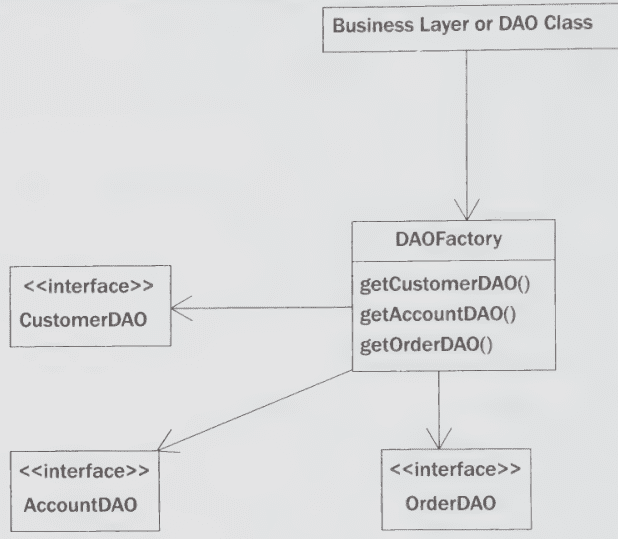 Business Layer or DAO Class
DAOFactory
getCustomerDAO()
getAccountDAO()
getOrderDAO()
<<interface>>
CustomerDAO
<<interface>>
AccountDAO
<<interface>>
OrderDAO